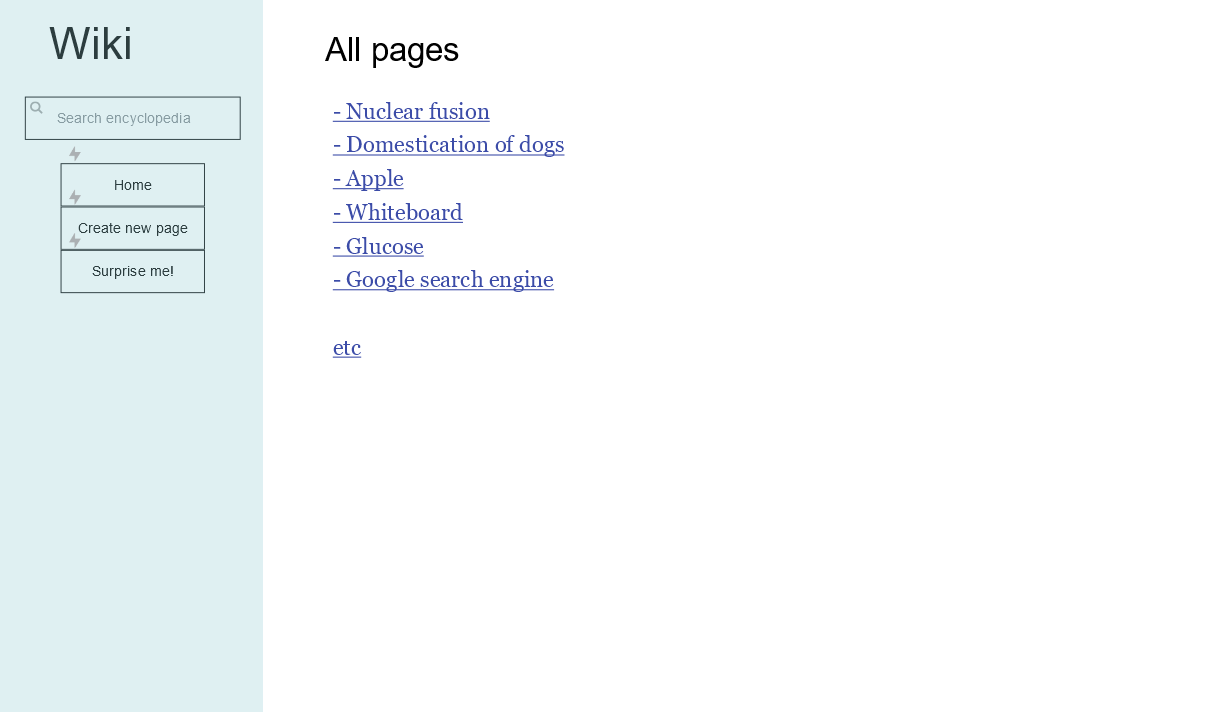 Wiki
Search encyclopedia
Home
Create new page
Surprise me!
All pages
- Nuclear fusion
- Domestication of dogs
- Apple
- Whiteboard
- Glucose
- Google search engine
etc